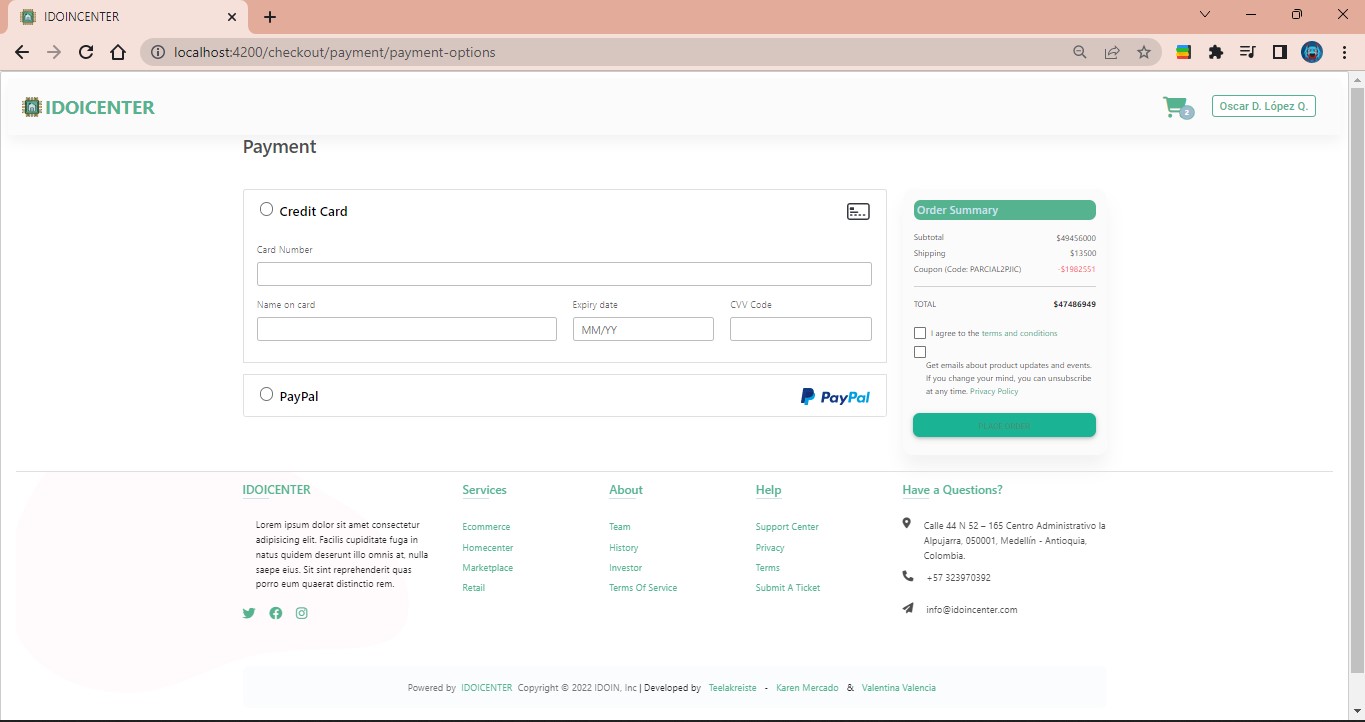 IDOINCENTER
localhost:4200/checkout/payment/payment-options
IDOICENTER
2
Oscar D. López Q.
Payment
Credit Card
Card Number
Name on card
Expiry date
CVV Code
MM/YY
PayPal
PayPal
Order Summary
Subtotal $49456000
Shipping $13500
Coupon (Code: PARCIAL2PJIC) -$1982551
TOTAL $47486949
I agree to the terms and conditions
Get emails about product updates and events.
If you change your mind, you can unsubscribe
at any time. Privacy Policy
PLACE ORDER
IDOICENTER
Lorem ipsum dolor sit amet consectetur
adipisicing elit. Facilis cupiditate fuga in
natus quidem deserunt illo omnis at, nulla
saepe eius. Sit sint reprehenderit quas
porro eum quaerat distinctio rem.
Services
Ecommerce
Homecenter
Marketplace
Retail
About
Team
History
Investor
Terms Of Service
Help
Support Center
Privacy
Terms
Submit A Ticket
Have a Questions?
Calle 44 N 52 – 165 Centro Administrativo la
Alpujarra, 050001, Medellín - Antioquia,
Colombia.
+57 323970392
info@idoincenter.com
Powered by IDOICENTER Copyright © 2022 IDOIN, Inc | Developed by Teelakreiste - Karen Mercado & Valentina Valencia